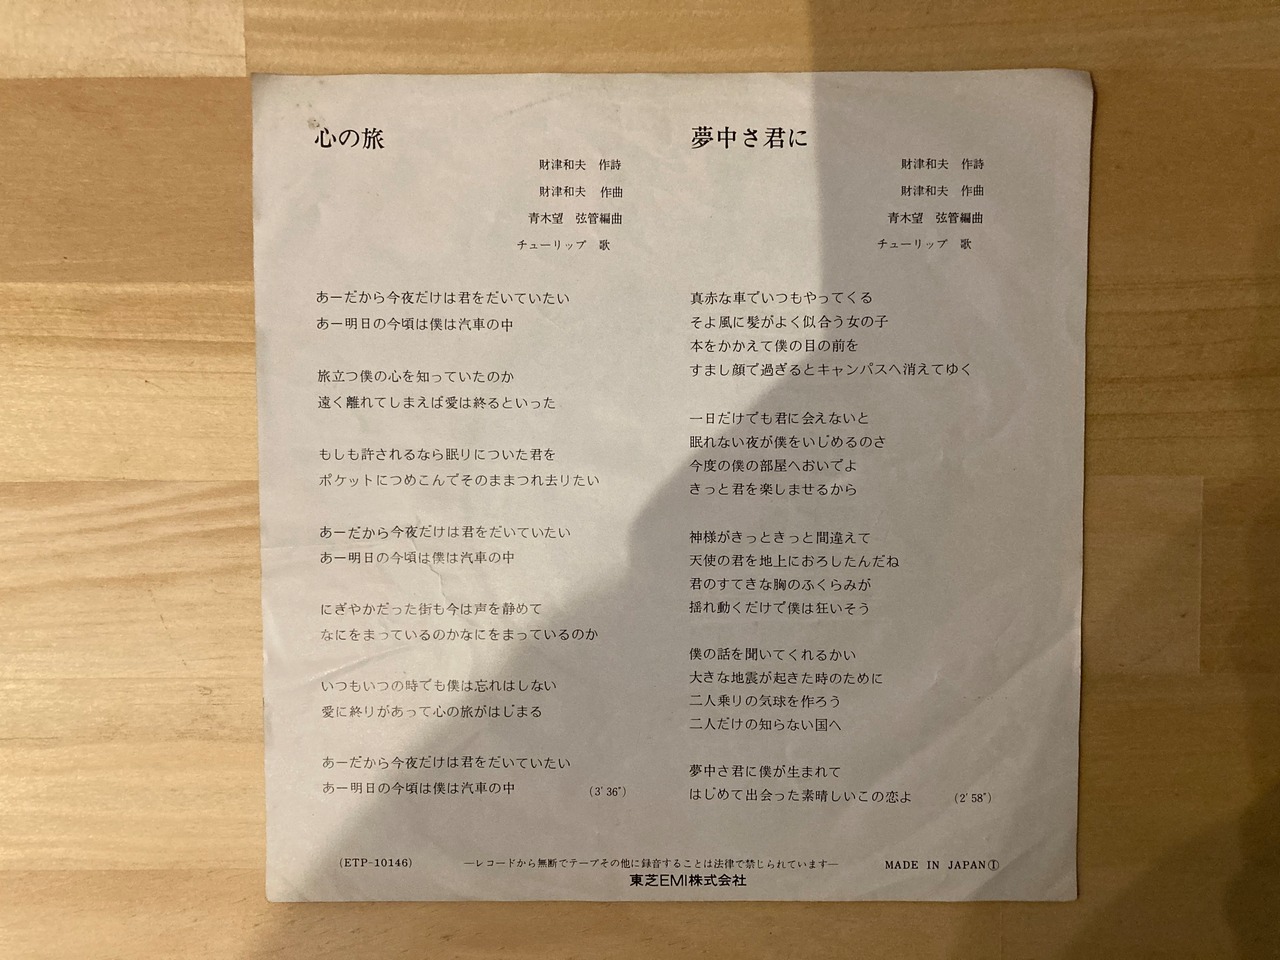 心の旅
財津和夫　作詩
財津和夫　作曲
青木望　弦管編曲
チューリップ　歌
あーだから今夜だけは君をだいていたい
あー明日の今頃は僕は汽車の中
旅立つ僕の心を知っていたのか
遠く離れてしまえば愛は終るといった
もしも許されるなら眠りについた君を
ポケットにつめこんでそのままつれ去りたい
あーだから今夜だけは君をだいていたい
あー明日の今頃は僕は汽車の中
にぎやかだった街も今は声を静めて
なにをまっているのかなにをまっているのか
いつもいつの時でも僕は忘れはしない
愛に終りがあって心の旅がはじまる
あーだから今夜だけは君をだいていたい
あー明日の今頃は僕は汽車の中　(3′36″)
夢中さ君に
財津和夫　作詩
財津和夫　作曲
青木望　弦管編曲
チューリップ　歌
真赤な車でいつもやってくる
そよ風に髪がよく似合う女の子
本をかかえて僕の目の前を
すまし顔で過ぎるとキャンパスへ消えてゆく
一日だけでも君に会えないと
眠れない夜が僕をいじめるのさ
今度の僕の部屋へおいでよ
きっと君を楽しませるから
神様がきっときっと間違えて
天使の君を地上におろしたんだね
君のすてきな胸のふくらみが
揺れ動くだけで僕は狂いそう
僕の話を聞いてくれるかい
大きな地震が起きた時のために
二人乗りの気球を作ろう
二人だけの知らない国へ
夢中さ君に僕が生まれて
はじめて出会った素晴しいこの恋よ　(2′58″)
(ETP-10146)　―レコードから無断でテープその他に録音することは法律で禁じられています―　MADE IN JAPANⓉ
東芝EMI株式会社